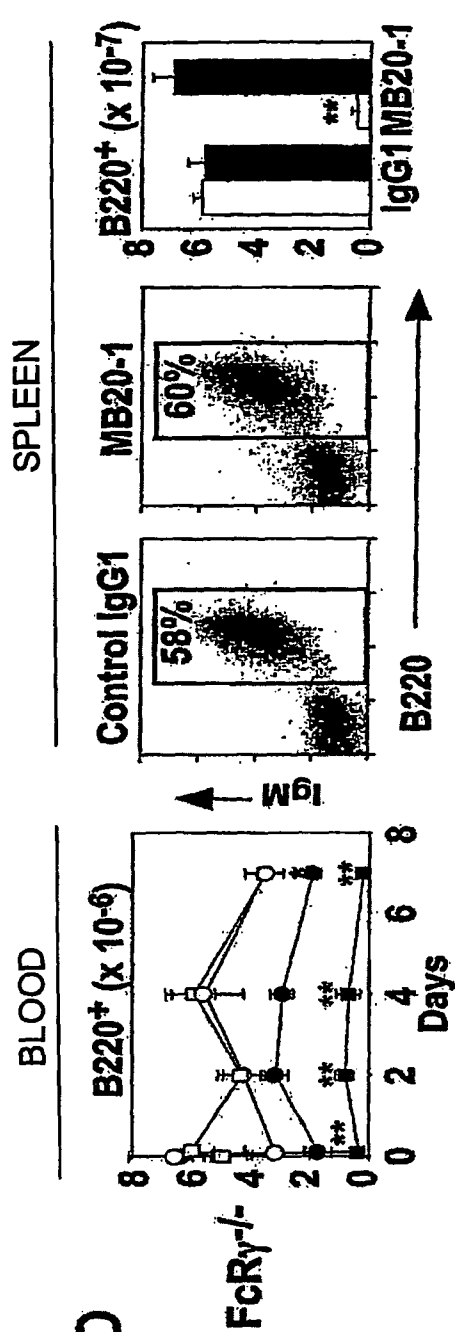 D
BLOOD
SPLEEN
FcRγ-/-
B220+ (x 10-6)
8
6
4
2
0
**
**
**
**
0
2
4
6
8
Days
IgM
Control IgG1
58%
MB20-1
60%
B220
B220+ (x 10-7)
8
6
4
2
0
**
IgG1 MB20-1